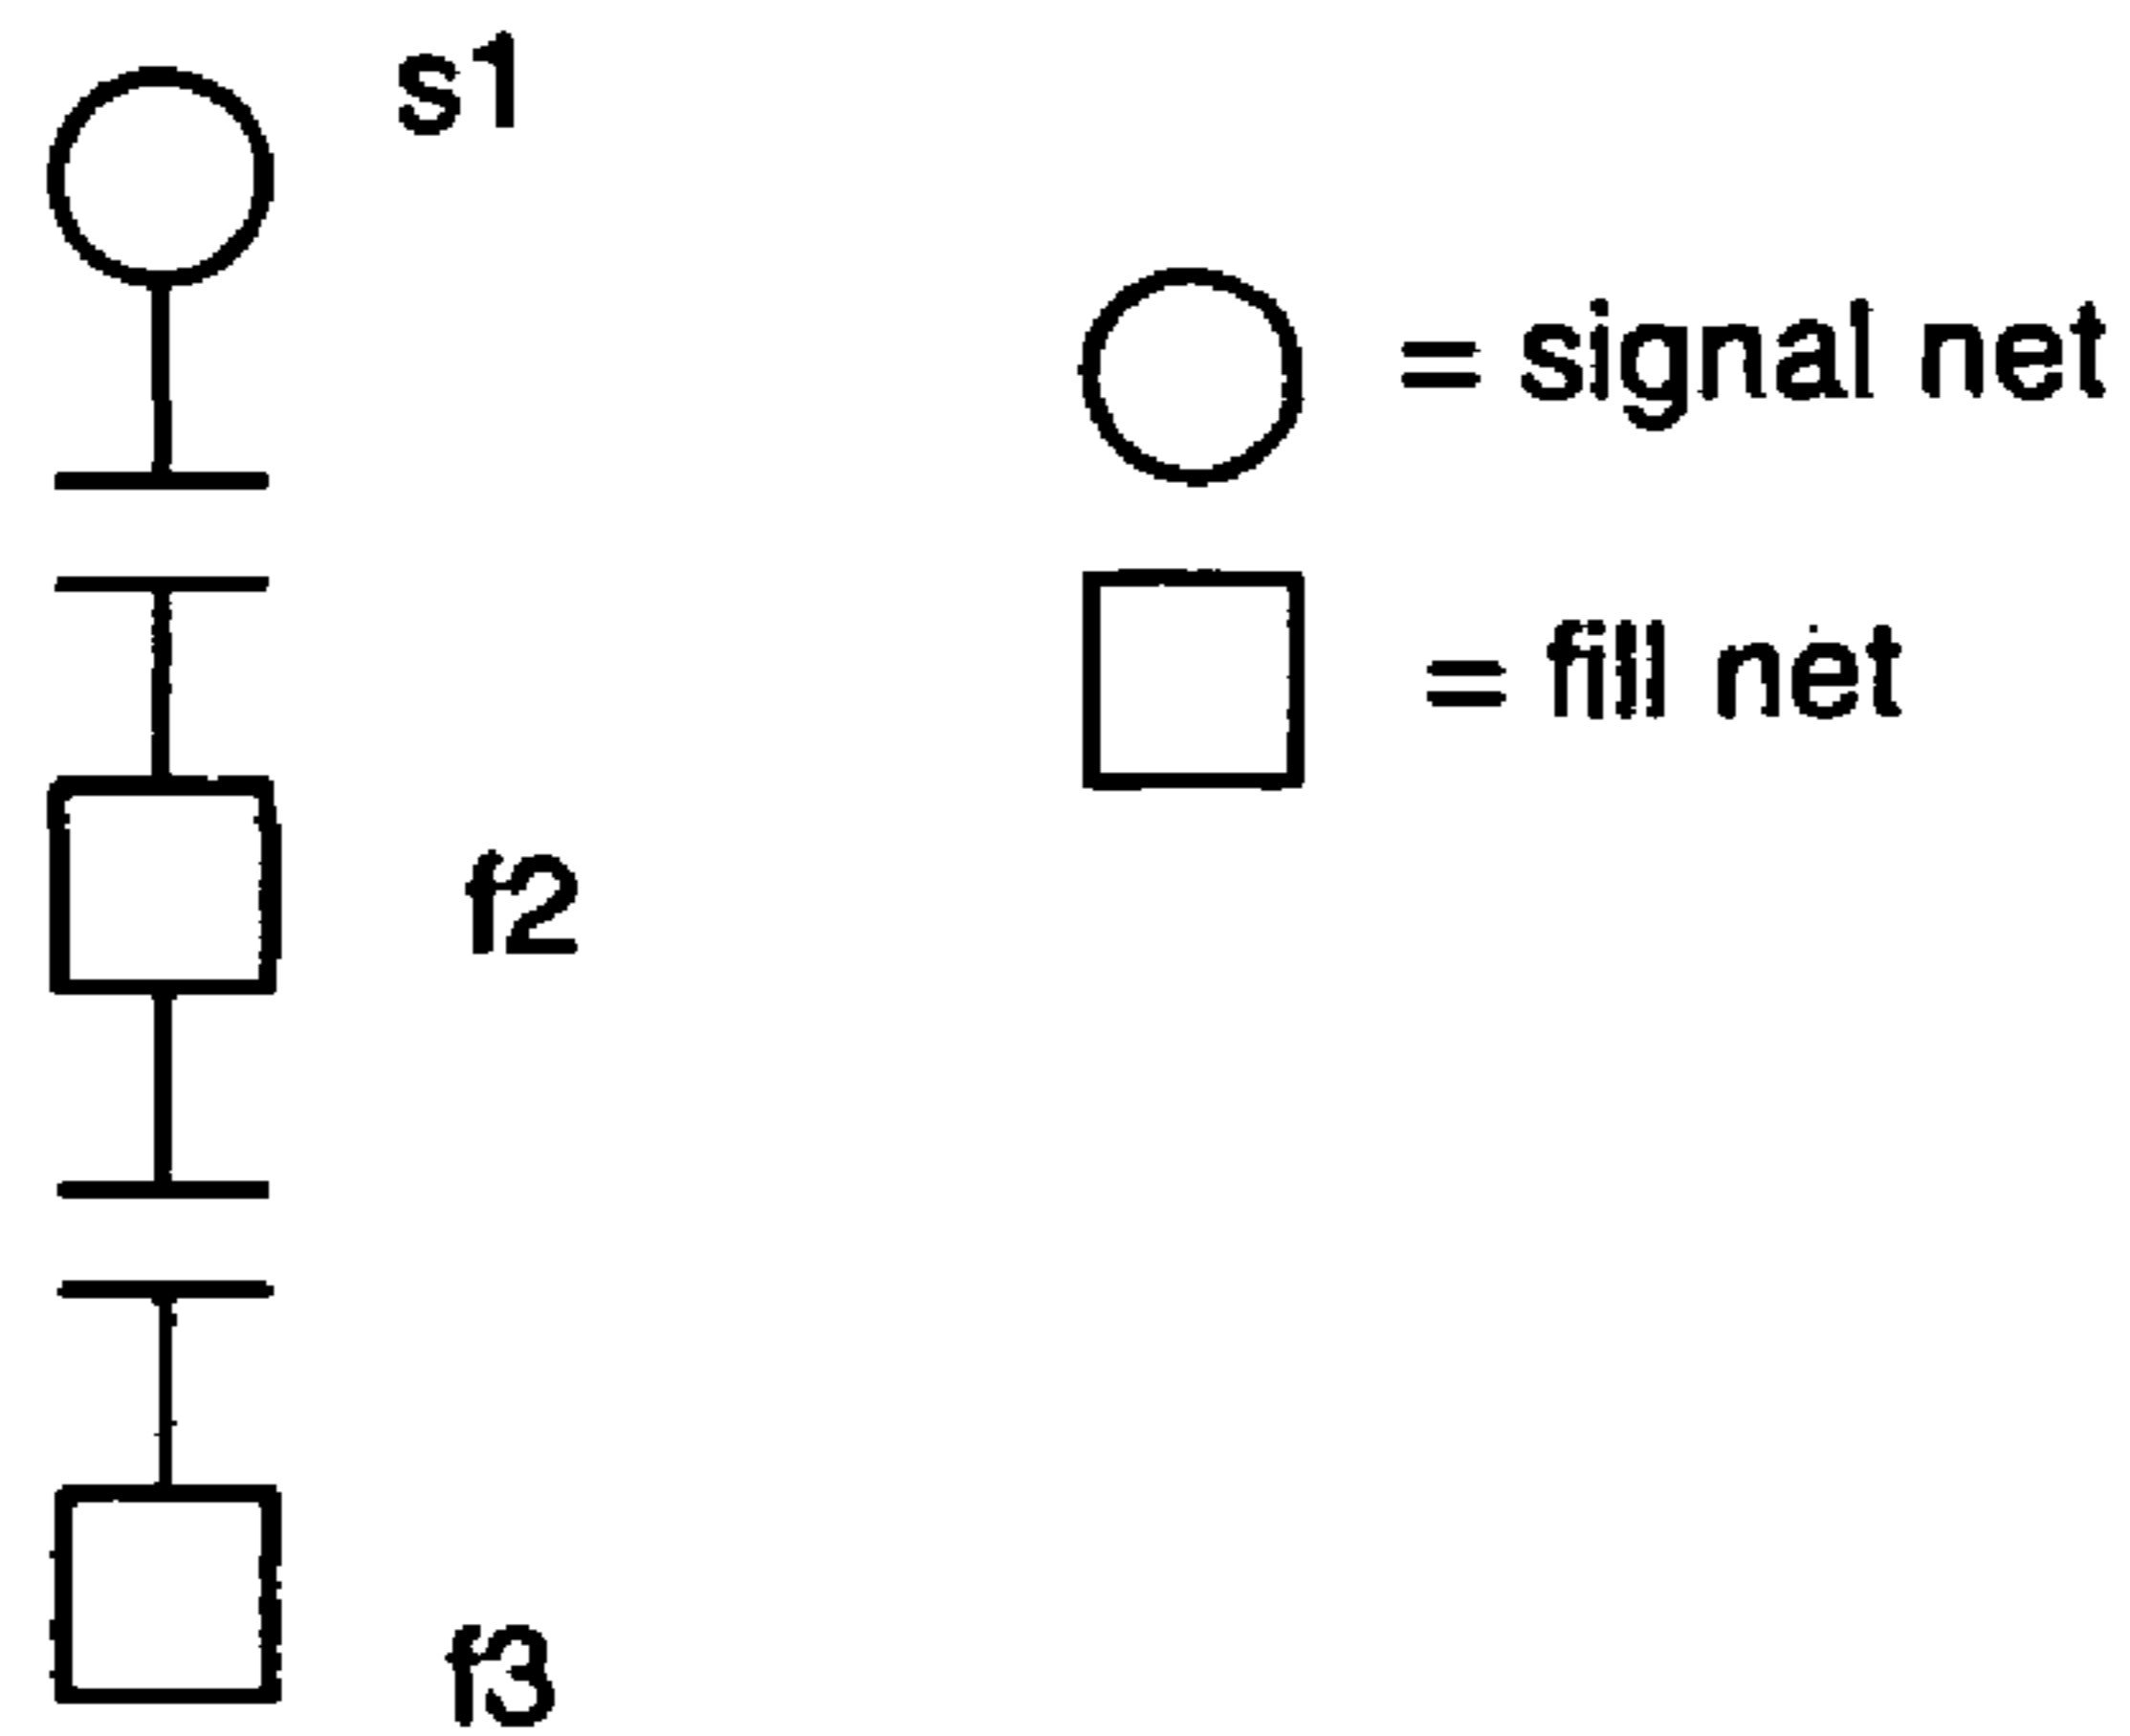 s1
= signal net
= fill net
f2
f3